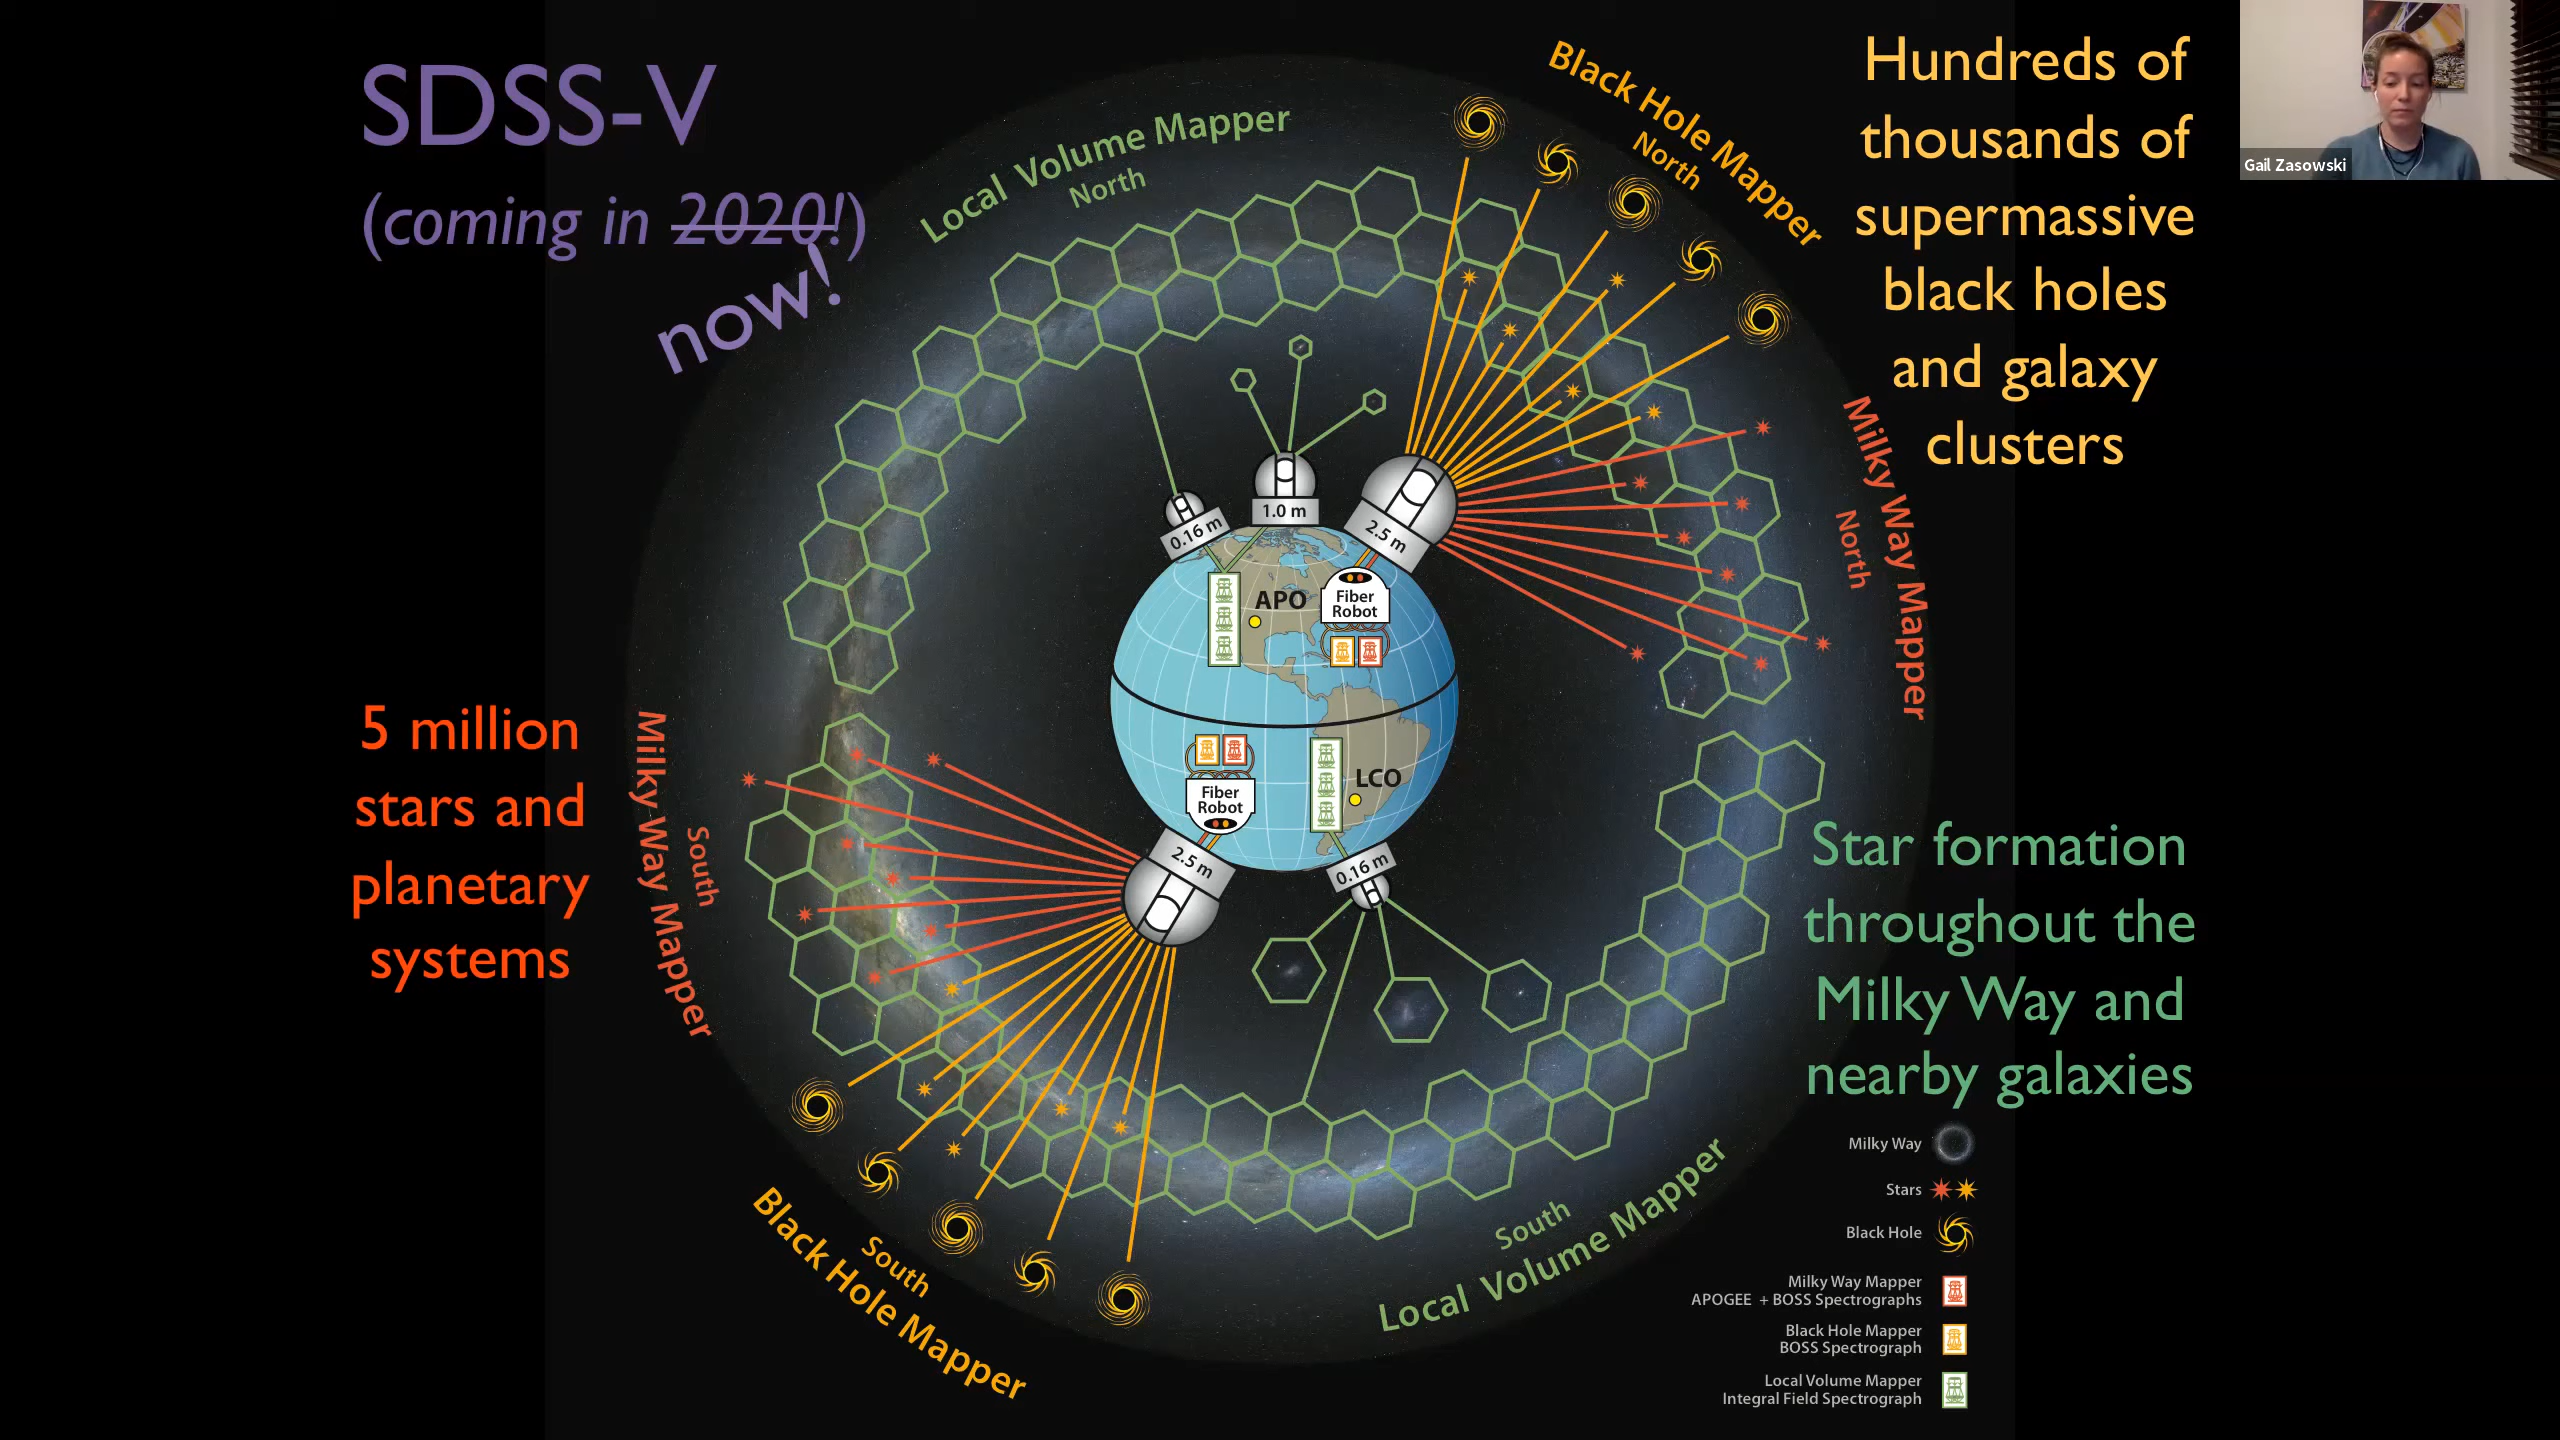 SDSS-V
(coming in 2020!)
now!
Local Volume Mapper
North
Black Hole Mapper
North
Hundreds of
thousands of
supermassive
black holes
and galaxy
clusters
Gail Zasowski
Milky Way Mapper
North
0.16 m
1.0 m
2.5 m
APO
Fiber
Robot
5 million
stars and
planetary
systems
Milky Way Mapper
South
Fiber
Robot
LCO
2.5 m
0.16 m
Star formation
throughout the
Milky Way and
nearby galaxies
Black Hole Mapper
South
South
Local Volume Mapper
Milky Way
Stars
Black Hole
Milky Way Mapper
APOGEE + BOSS Spectrographs
Black Hole Mapper
BOSS Spectrograph
Local Volume Mapper
Integral Field Spectrograph